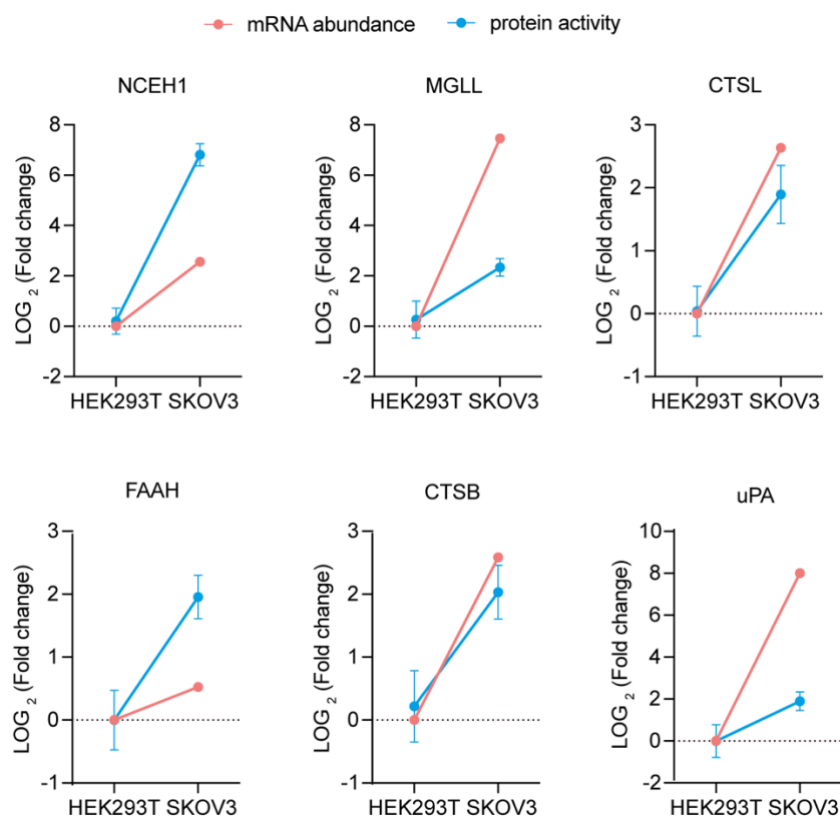 mRNA abundance protein activity
NCEH1
LOG 2 (Fold change)
8
6
4
2
0
-2
HEK293T SKOV3
MGLL
LOG 2 (Fold change)
8
6
4
2
0
-2
HEK293T SKOV3
CTSL
LOG 2 (Fold change)
3
2
1
0
-1
HEK293T SKOV3
FAAH
LOG 2 (Fold change)
3
2
1
0
-1
HEK293T SKOV3
CTSB
LOG 2 (Fold change)
3
2
1
0
-1
HEK293T SKOV3
uPA
LOG 2 (Fold change)
10
8
6
4
2
0
-2
HEK293T SKOV3